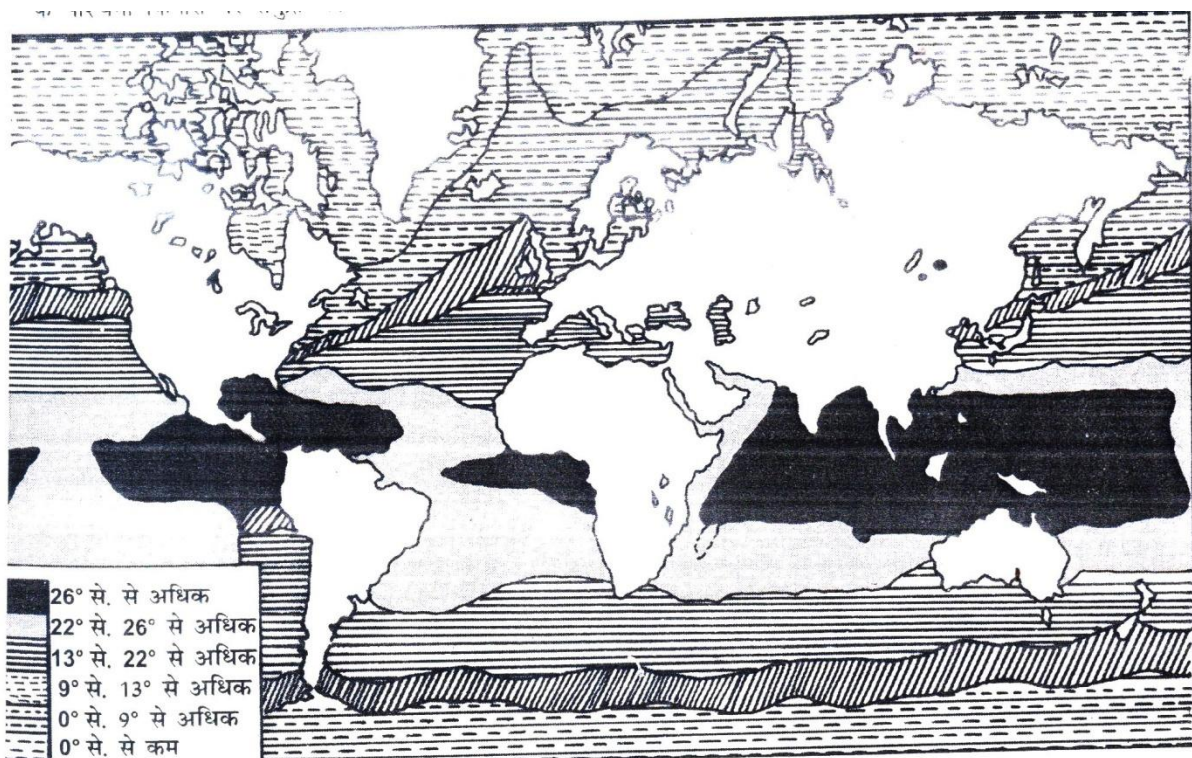 26° से. से अधिक
22° से. 26° से अधिक
13° से. 22° से अधिक
9° से. 13° से अधिक
0° से. 9° से अधिक
0° से. से कम